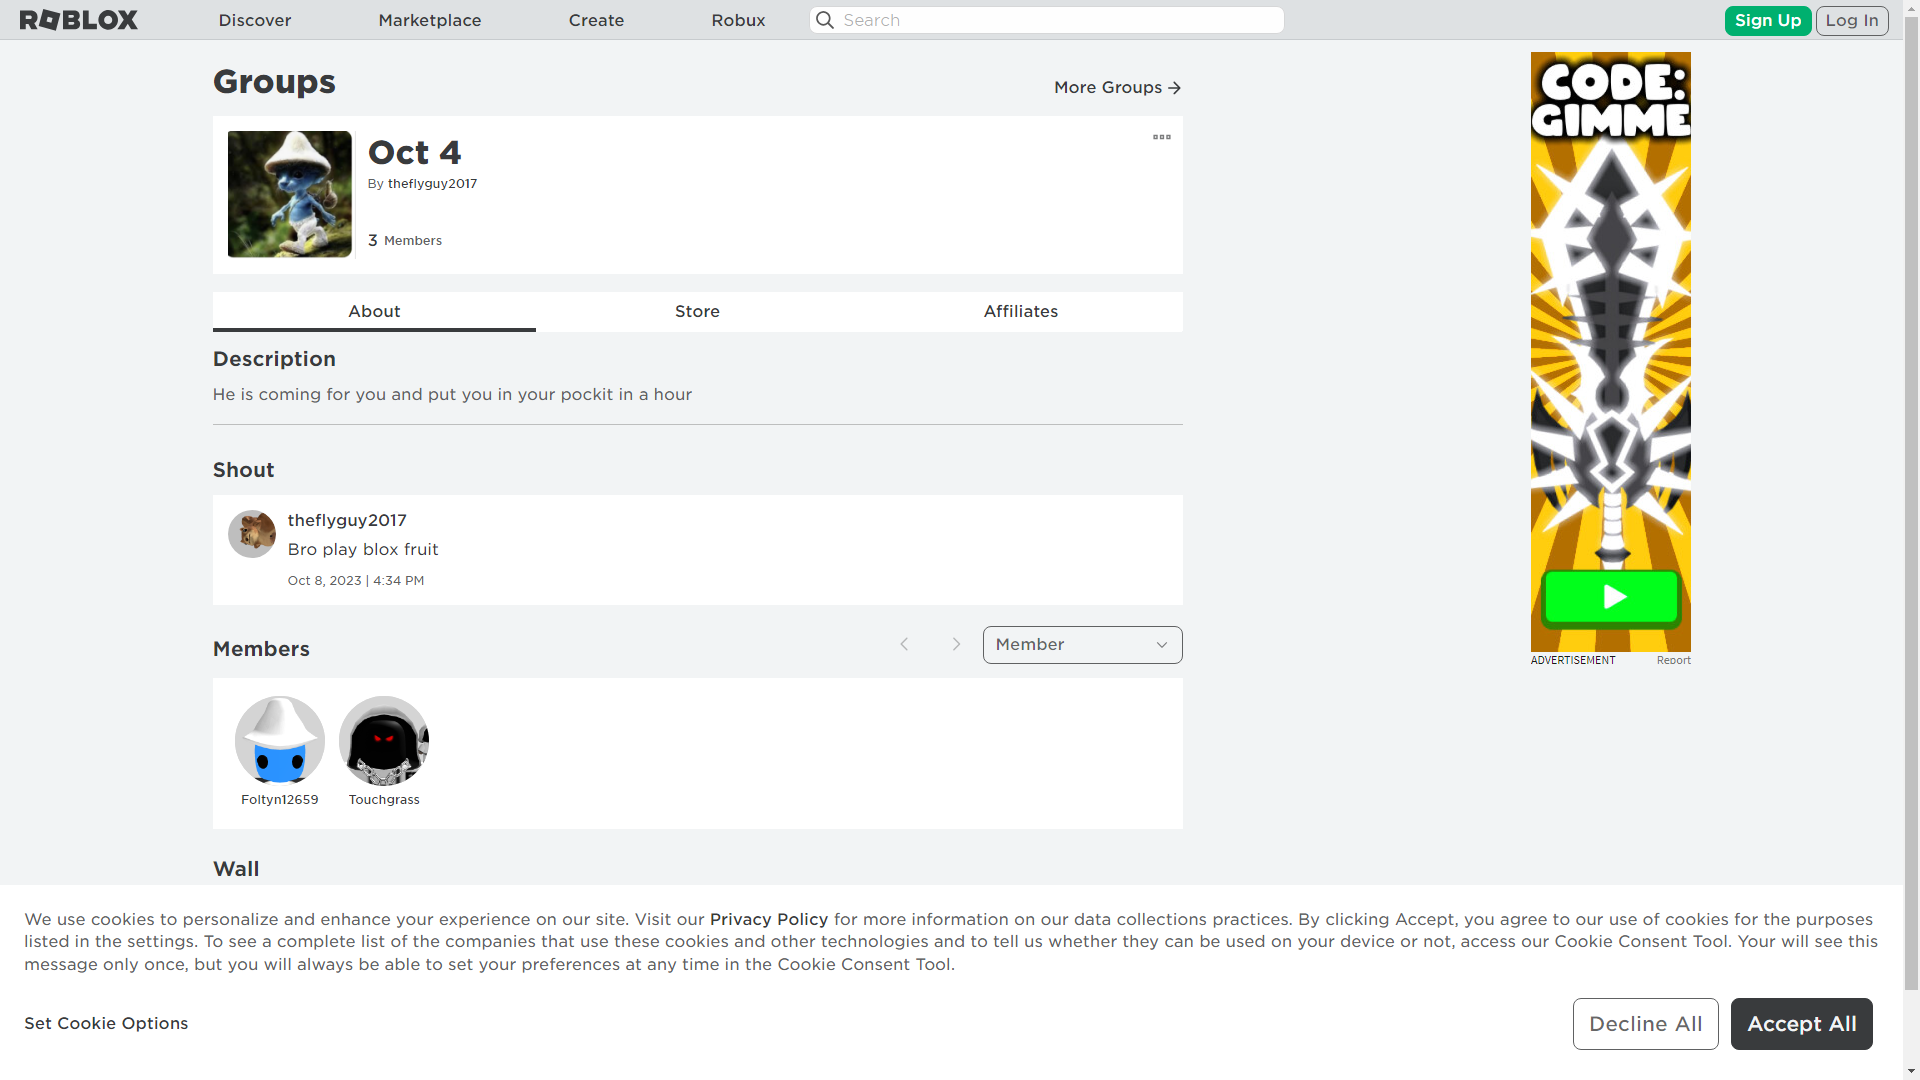 ROBLOX
Discover
Marketplace
Create
Robux
Search
Sign Up
Log In
Groups
More Groups
Oct 4
By theflyguy2017
3 Members
About
Store
Affiliates
Description
He is coming for you and put you in your pockit in a hour
Shout
theflyguy2017
Bro play blox fruit
Oct 8, 2023 | 4:34 PM
Members
Member
Foltyn12659
Touchgrass
Wall
CODE:
GIMME
ADVERTISEMENT
Report
We use cookies to personalize and enhance your experience on our site. Visit our Privacy Policy for more information on our data collections practices. By clicking Accept, you agree to our use of cookies for the purposes
listed in the settings. To see a complete list of the companies that use these cookies and other technologies and to tell us whether they can be used on your device or not, access our Cookie Consent Tool. Your will see this
message only once, but you will always be able to set your preferences at any time in the Cookie Consent Tool.
Set Cookie Options
Decline All
Accept All